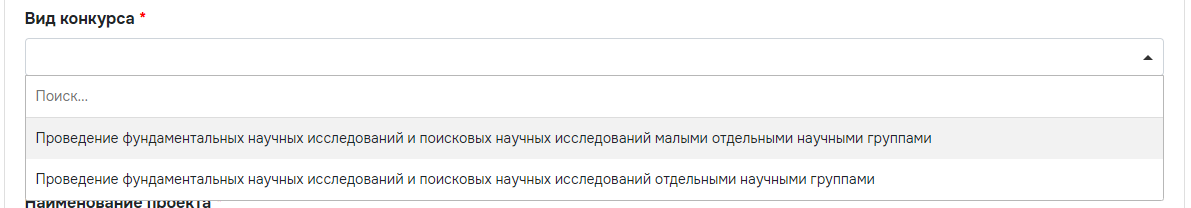 Вид конкурса *
Поиск...
Проведение фундаментальных научных исследований и поисковых научных исследований малыми отдельными научными группами
Проведение фундаментальных научных исследований и поисковых научных исследований отдельными научными группами
Наименование проекта